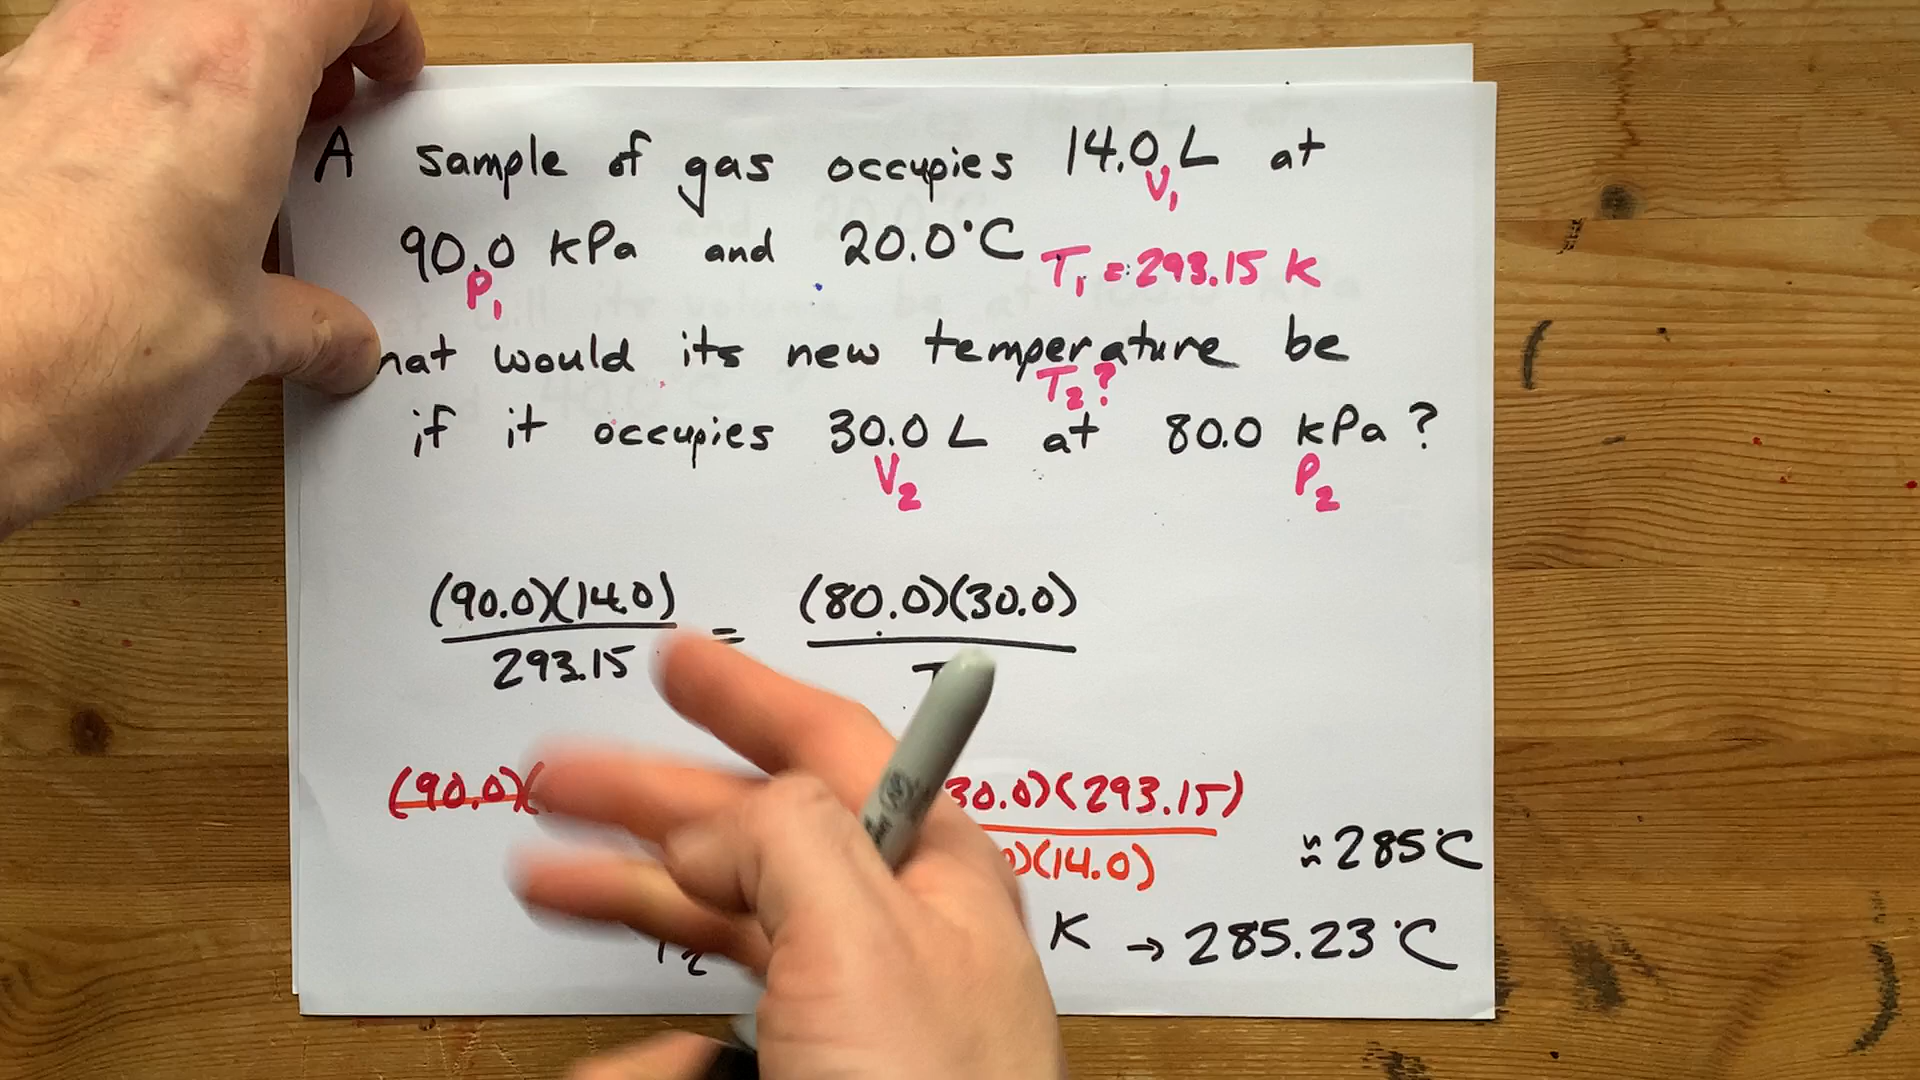 A sample of gas occupies 14.0 L at
V₁
90.0 kPa and 20.0°C T₁ = 293.15 K
P₁
hat would its new temperature be
T₂?
if it occupies 30.0 L at 80.0 kPa?
V₂ P₂
(90.0)(14.0) = (80.0)(30.0)
293.15
(90.0)( 30.0)(293.15)
)(14.0) ≈ 285°C
T₂ K → 285.23°C